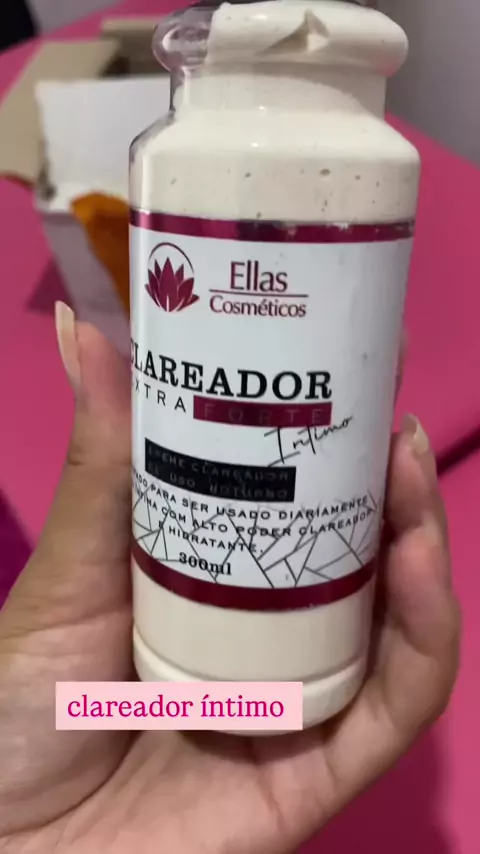 Ellas
Cosméticos
CLAREADOR
EXTRA FORTE
Íntimo
CREME CLAREADOR
DE USO NOTURNO
PARA SER USADO DIARIAMENTE
COM ALTO PODER CLAREADOR
E HIDRATANTE.
300ml
clareador íntimo